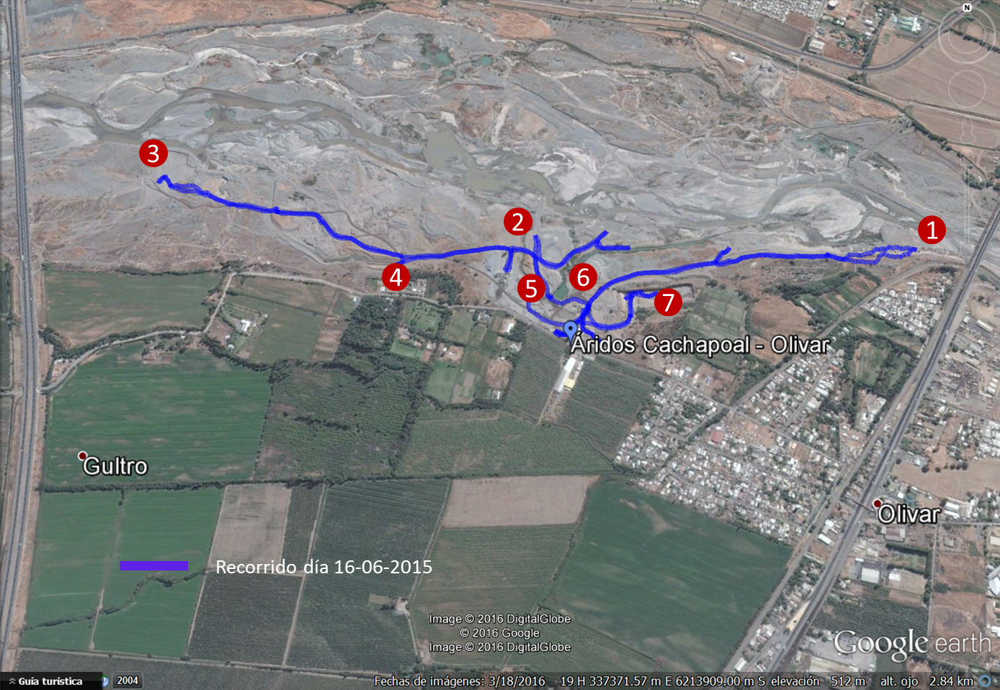 N
3
2
1
4
5
6
7
Áridos Cachapoal - Olivar
Gultro
Olivar
Recorrido día 16-06-2015
Image © 2016 DigitalGlobe
© 2016 Google
Image © 2016 DigitalGlobe
Google earth
Guía turística
2004
Fechas de imágenes: 3/18/2016 19 H 337371.57 m E 6213909.00 m S elevación 512 m alt. ojo 2.84 km